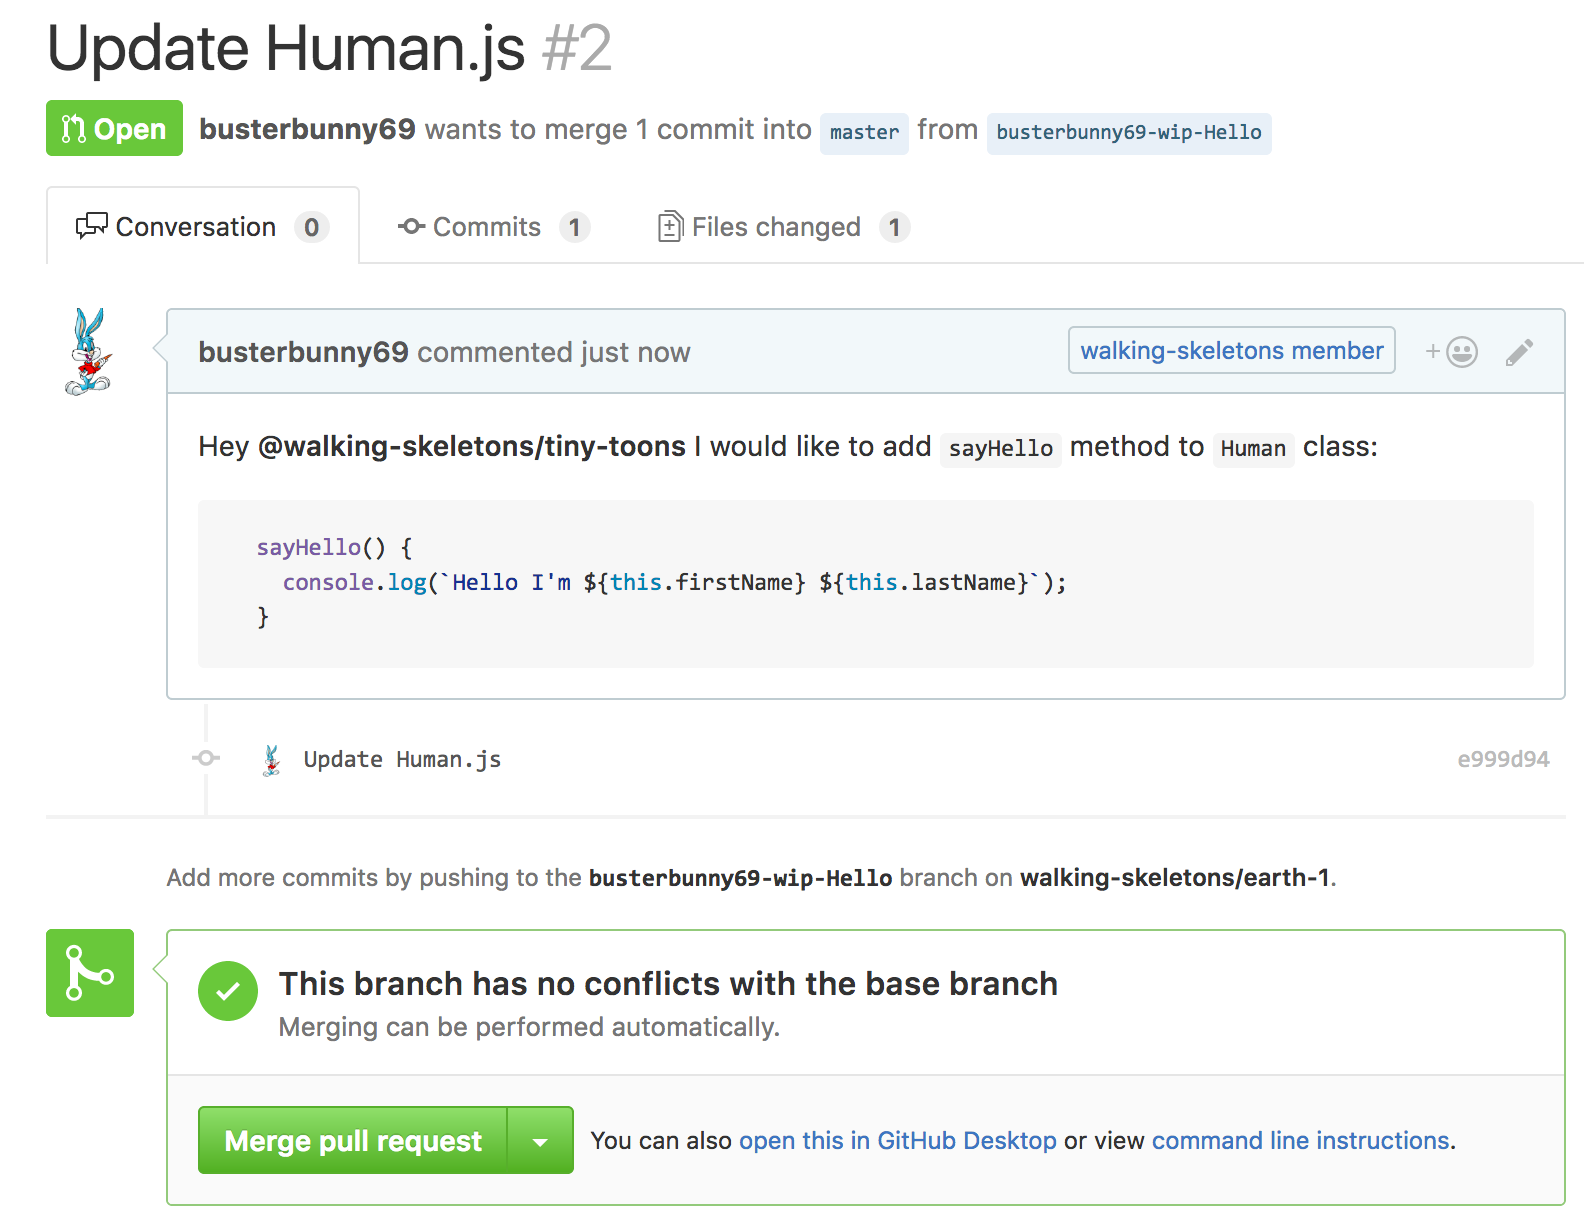 Update Human.js #2
Open busterbunny69 wants to merge 1 commit into master from busterbunny69-wip-Hello
Conversation 0 Commits 1 Files changed 1
busterbunny69 commented just now walking-skeletons member +
Hey @walking-skeletons/tiny-toons I would like to add sayHello method to Human class:
sayHello() {
  console.log(`Hello I'm ${this.firstName} ${this.lastName}`);
}
Update Human.js e999d94
Add more commits by pushing to the busterbunny69-wip-Hello branch on walking-skeletons/earth-1.
This branch has no conflicts with the base branch
Merging can be performed automatically.
Merge pull request You can also open this in GitHub Desktop or view command line instructions.